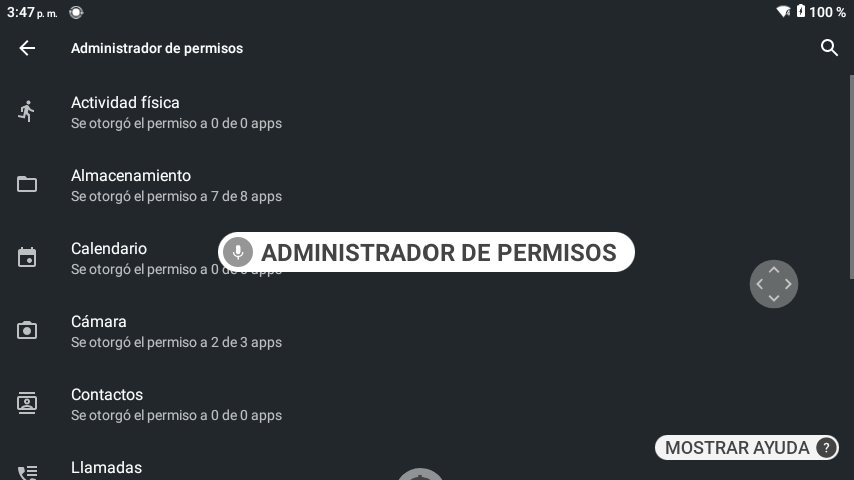 3:47 p. m.
100 %
Administrador de permisos
Actividad física
Se otorgó el permiso a 0 de 0 apps
Almacenamiento
Se otorgó el permiso a 7 de 8 apps
Calendario
ADMINISTRADOR DE PERMISOS
Se otorgó el permiso a 0 apps
Cámara
Se otorgó el permiso a 2 de 3 apps
Contactos
Se otorgó el permiso a 0 de 0 apps
MOSTRAR AYUDA ?
Llamadas